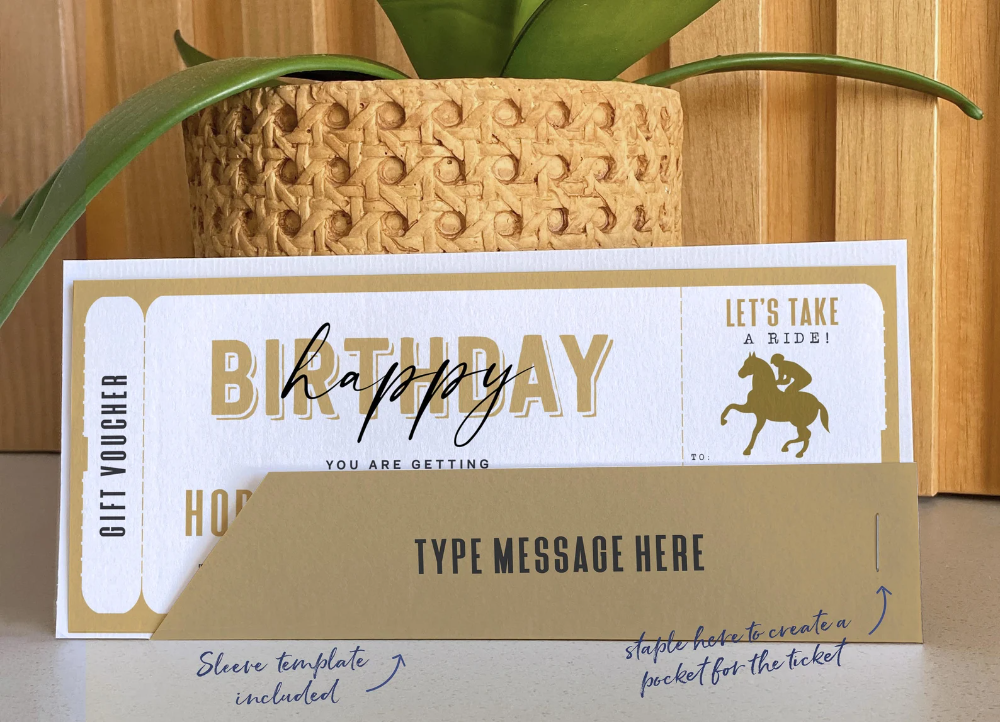 BIRTHDAY
happy
YOU ARE GETTING
HOR
GIFT VOUCHER
LET'S TAKE
A RIDE!
TO:
TYPE MESSAGE HERE
Sleeve template
included
staple here to create a
pocket for the ticket